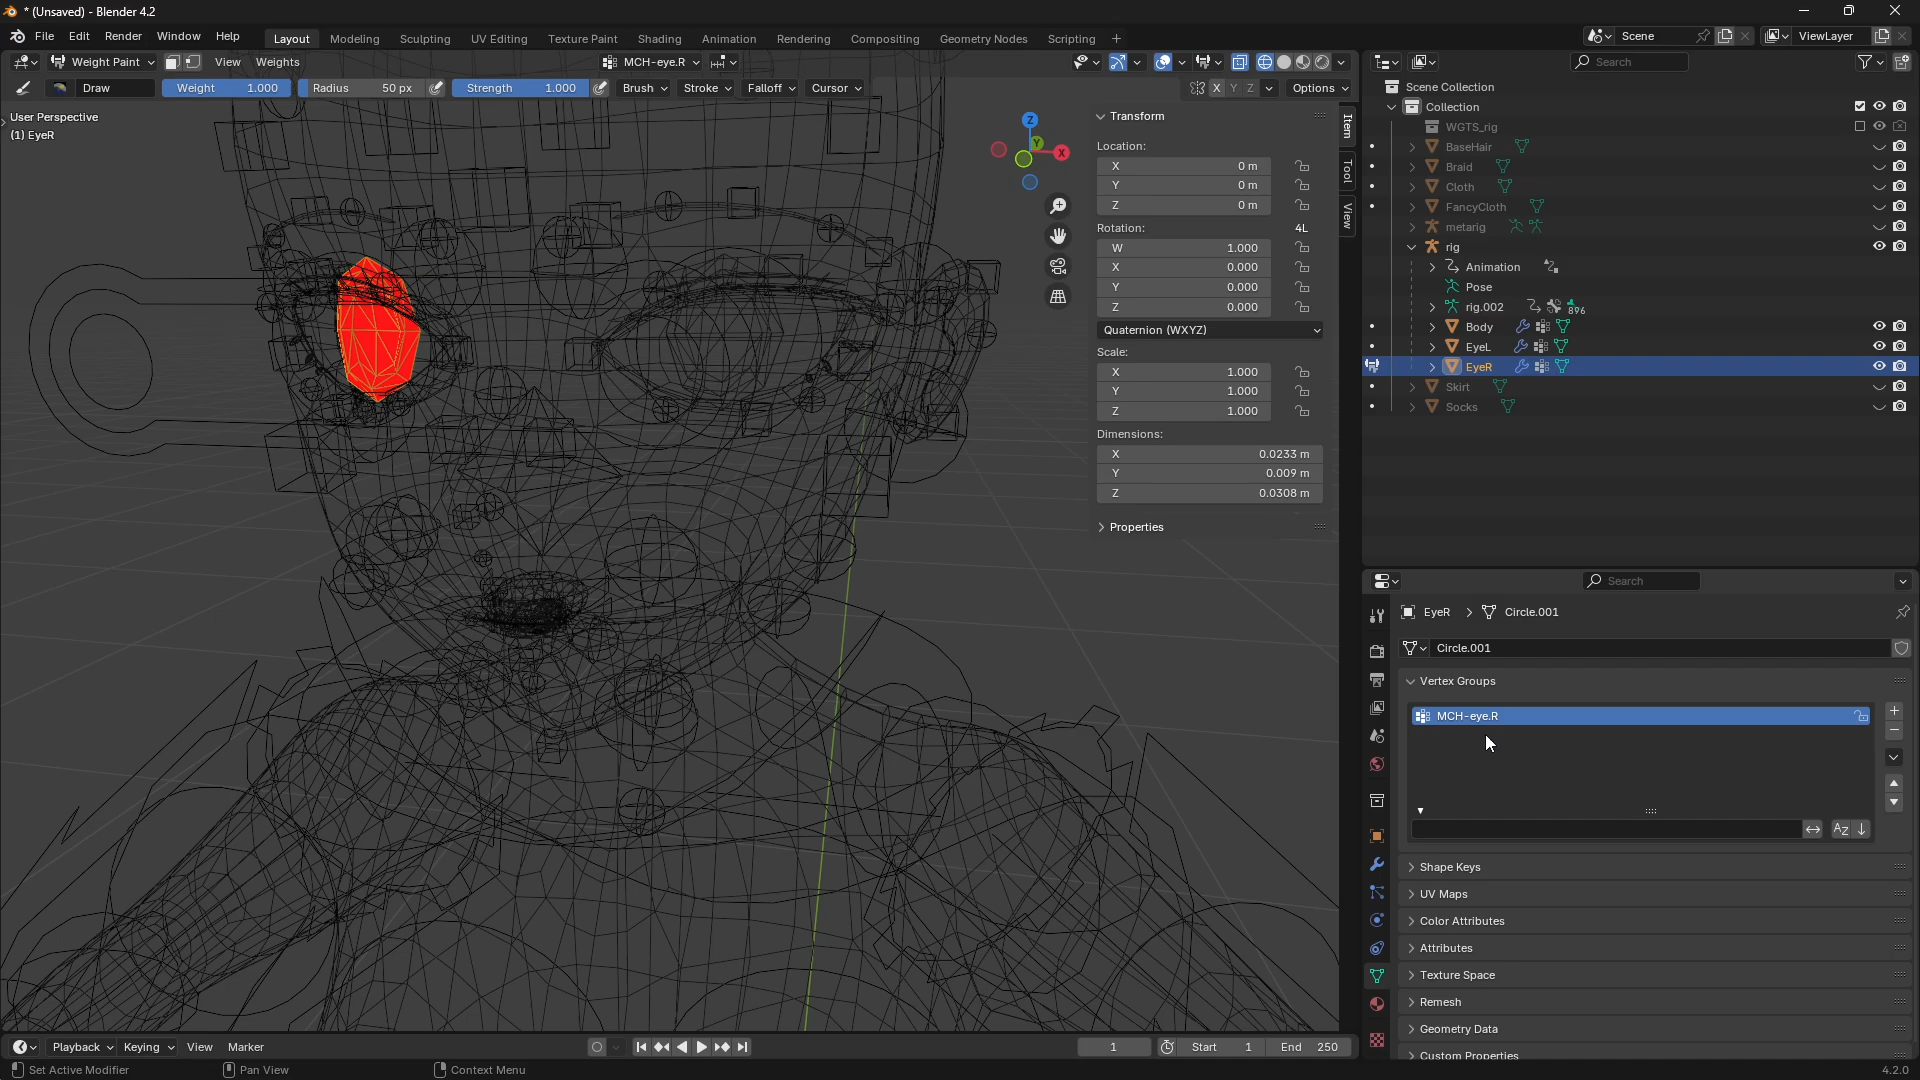 * (Unsaved) - Blender 4.2
File Edit Render Window Help Layout Modeling Sculpting UV Editing Texture Paint Shading Animation Rendering Compositing Geometry Nodes Scripting + Scene ViewLayer
Weight Paint View Weights MCH-eye.R Search
Draw Weight 1.000 Radius 50 px Strength 1.000 Brush Stroke Falloff Cursor X Y Z Options
User Perspective
(1) EyeR
Z
Y
X
Transform
Location:
X 0 m
Y 0 m
Z 0 m
Rotation: 4L
W 1.000
X 0.000
Y 0.000
Z 0.000
Quaternion (WXYZ)
Scale:
X 1.000
Y 1.000
Z 1.000
Dimensions:
X 0.0233 m
Y 0.009 m
Z 0.0308 m
Properties
Item
Tool
View
Scene Collection
Collection
WGTS_rig
BaseHair
Braid
Cloth
FancyCloth
metarig
rig
Animation
Pose
rig.002 896
Body
EyeL
EyeR
Skirt
Socks
Search
EyeR Circle.001
Circle.001
Vertex Groups
MCH-eye.R
AZ
Shape Keys
UV Maps
Color Attributes
Attributes
Texture Space
Remesh
Geometry Data
Custom Properties
Playback Keying View Marker 1 Start 1 End 250
Set Active Modifier Pan View Context Menu 4.2.0